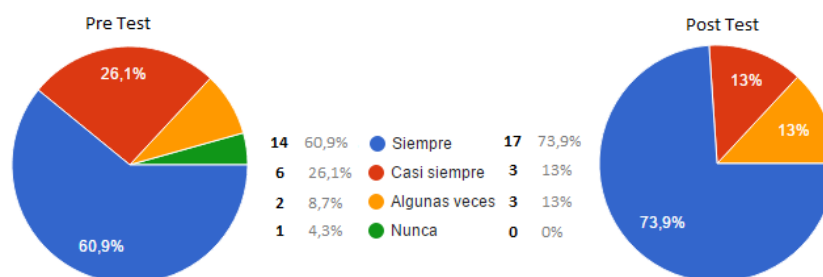 Pre Test
Post Test
26,1%
60,9%
14 60,9% Siempre 17 73,9%
6 26,1% Casi siempre 3 13%
2 8,7% Algunas veces 3 13%
1 4,3% Nunca 0 0%
13%
13%
73,9%